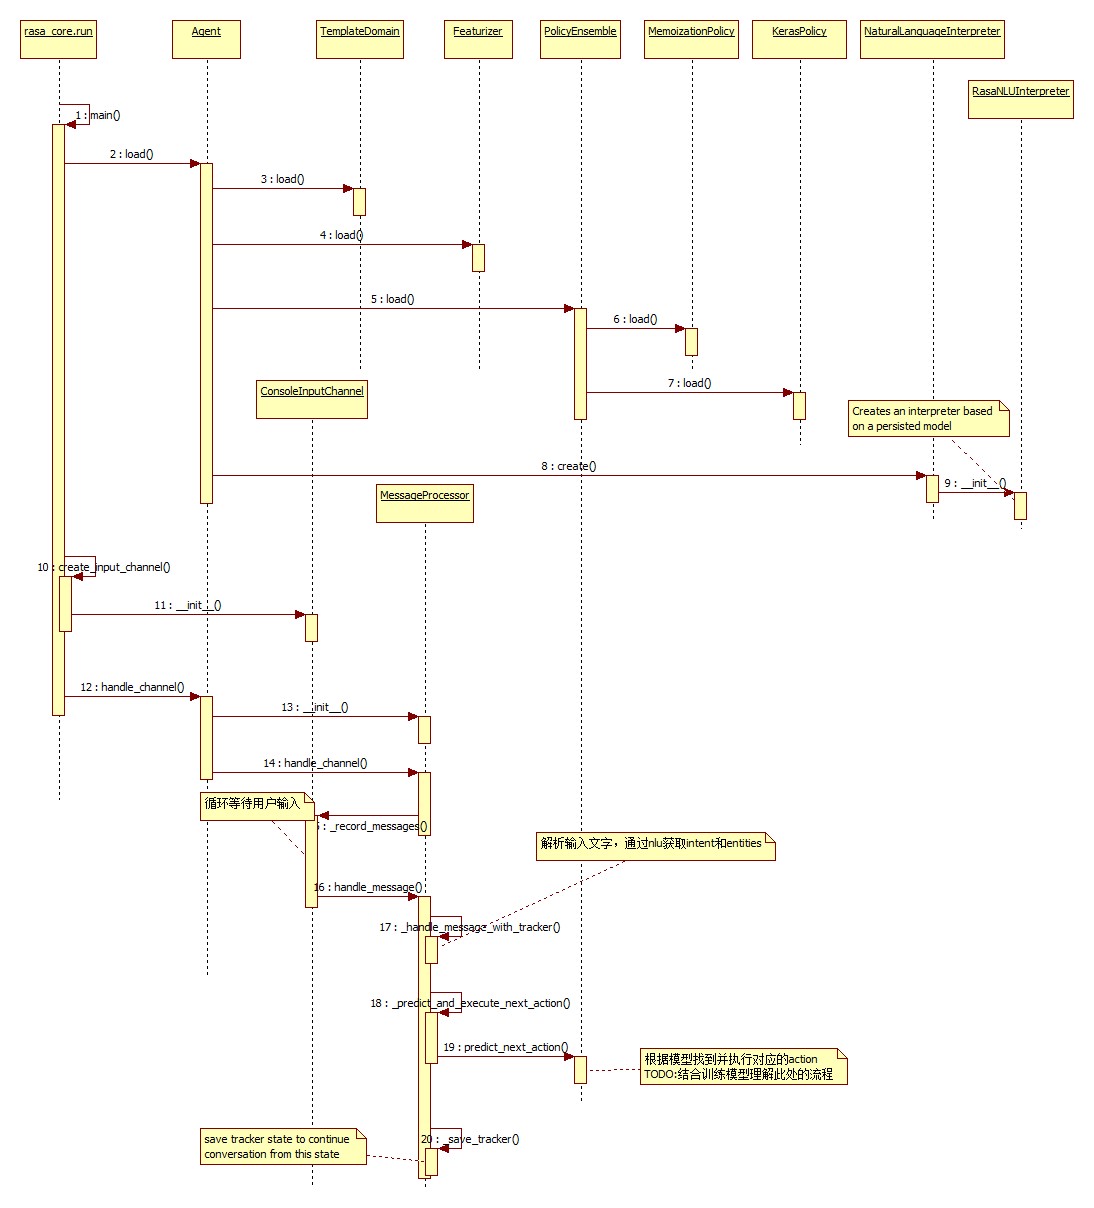 rasa_core.run
Agent
TemplateDomain
Featurizer
PolicyEnsemble
MemoizationPolicy
KerasPolicy
NaturalLanguageInterpreter
RasaNLUInterpreter
1 : main()
2 : load()
3 : load()
4 : load()
5 : load()
6 : load()
7 : load()
ConsoleInputChannel
Creates an interpreter based
on a persisted model
8 : create()
9 : __init__()
MessageProcessor
10 : create_input_channel()
11 : __init__()
12 : handle_channel()
13 : __init__()
14 : handle_channel()
循环等待用户输入
: _record_messages()
解析输入文字，通过nlu获取intent和entities
16 : handle_message()
17 : _handle_message_with_tracker()
18 : _predict_and_execute_next_action()
19 : predict_next_action()
根据模型找到并执行对应的action
TODO:结合训练模型理解此处的流程
20 : _save_tracker()
save tracker state to continue
conversation from this state